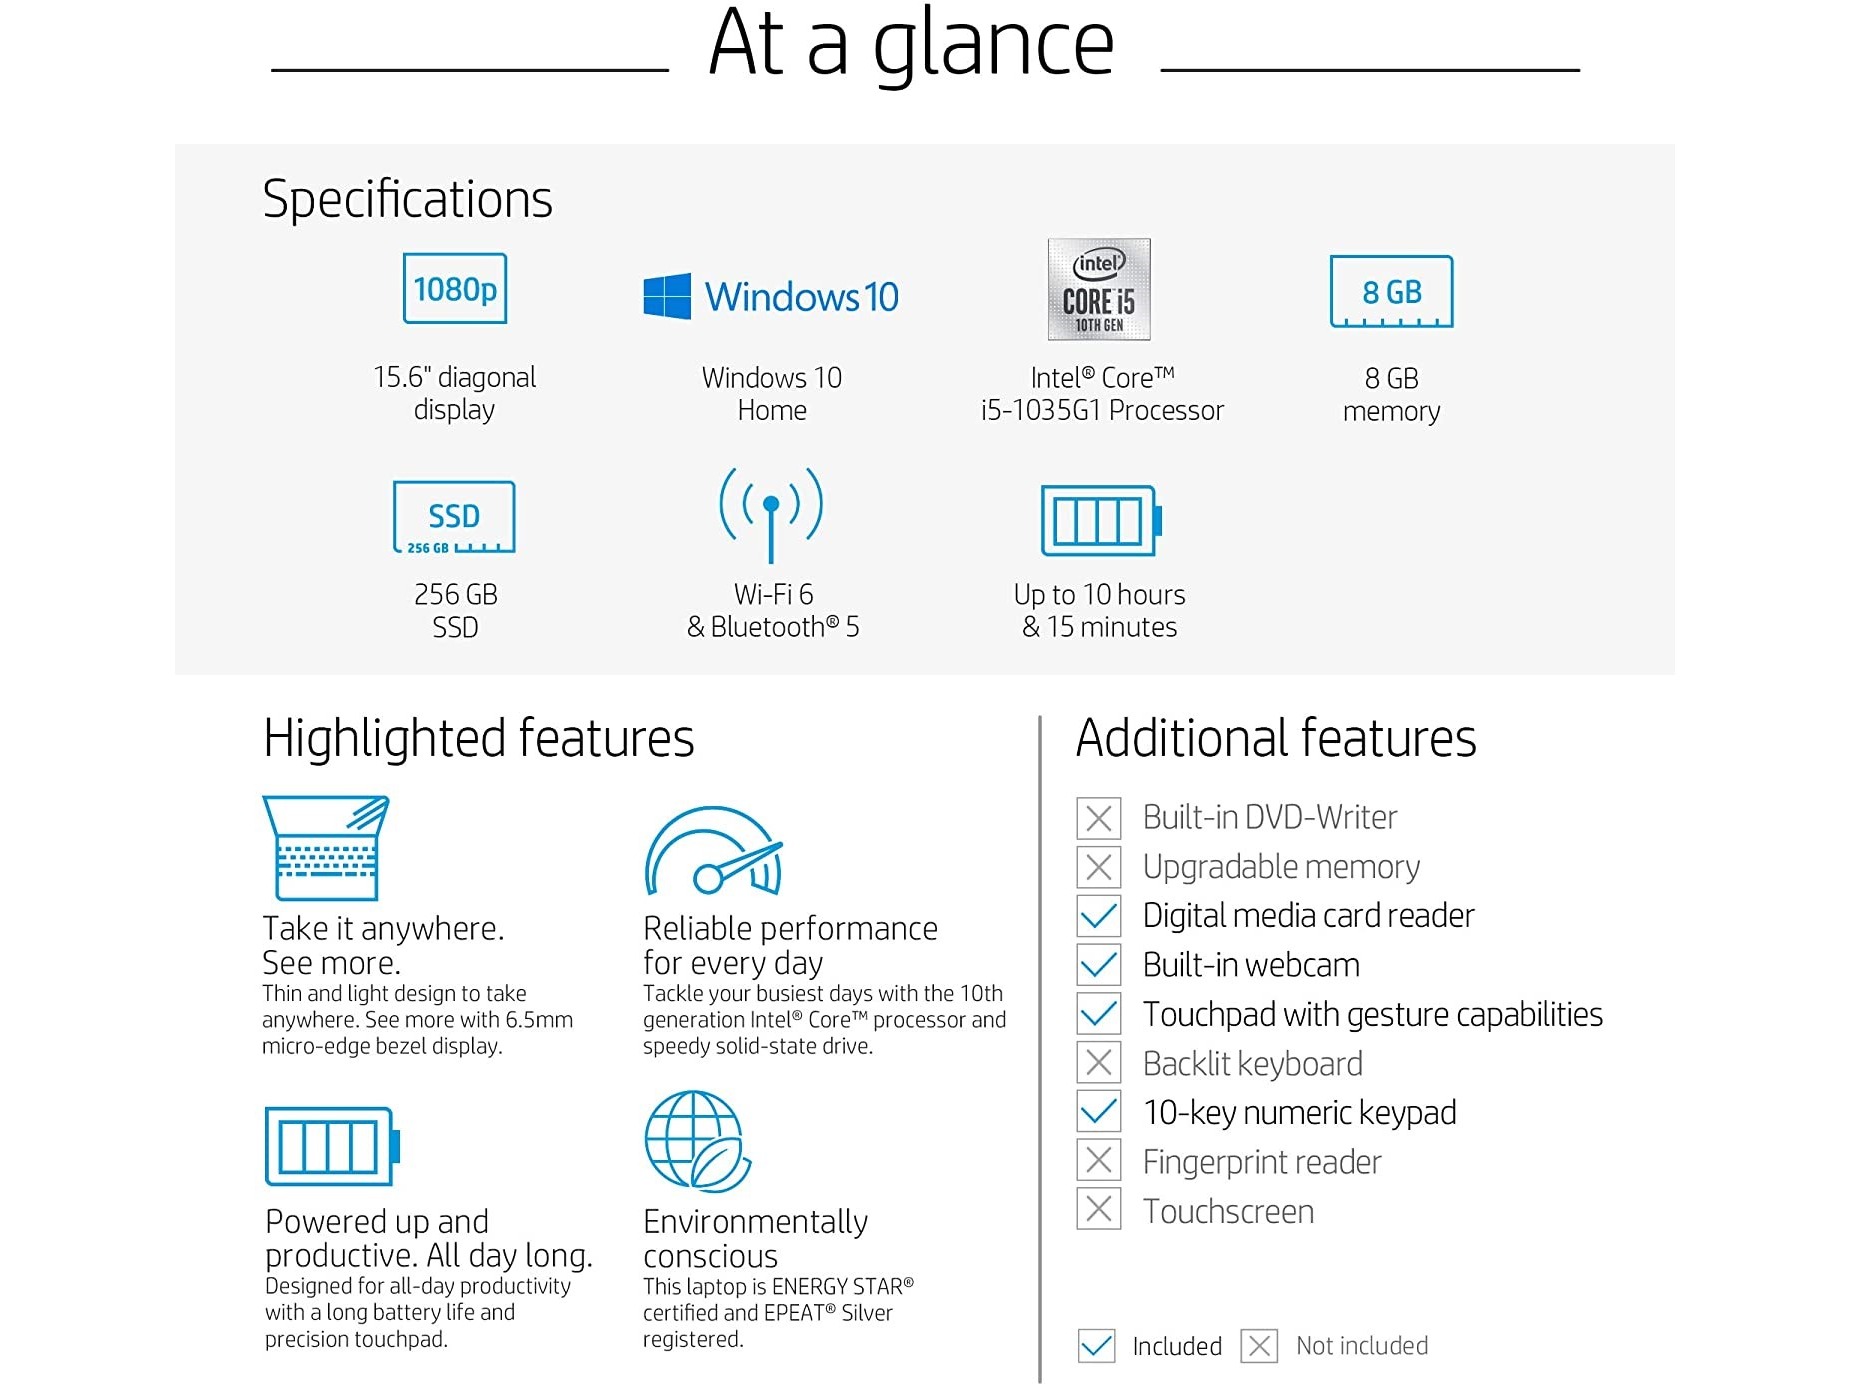 At a glance
Specifications
1080p
Windows 10
intel
CORE i5
10TH GEN
8 GB
15.6" diagonal
display
Windows 10
Home
Intel® Core™
i5-1035G1 Processor
8 GB
memory
SSD
256 GB
256 GB
SSD
Wi-Fi 6
& Bluetooth® 5
Up to 10 hours
& 15 minutes
Highlighted features
Take it anywhere.
See more.
Thin and light design to take
anywhere. See more with 6.5mm
micro-edge bezel display.
Reliable performance
for every day
Tackle your busiest days with the 10th
generation Intel® Core™ processor and
speedy solid-state drive.
Powered up and
productive. All day long.
Designed for all-day productivity
with a long battery life and
precision touchpad.
Environmentally
conscious
This laptop is ENERGY STAR®
certified and EPEAT® Silver
registered.
Additional features
Built-in DVD-Writer
Upgradable memory
Digital media card reader
Built-in webcam
Touchpad with gesture capabilities
Backlit keyboard
10-key numeric keypad
Fingerprint reader
Touchscreen
Included
Not included